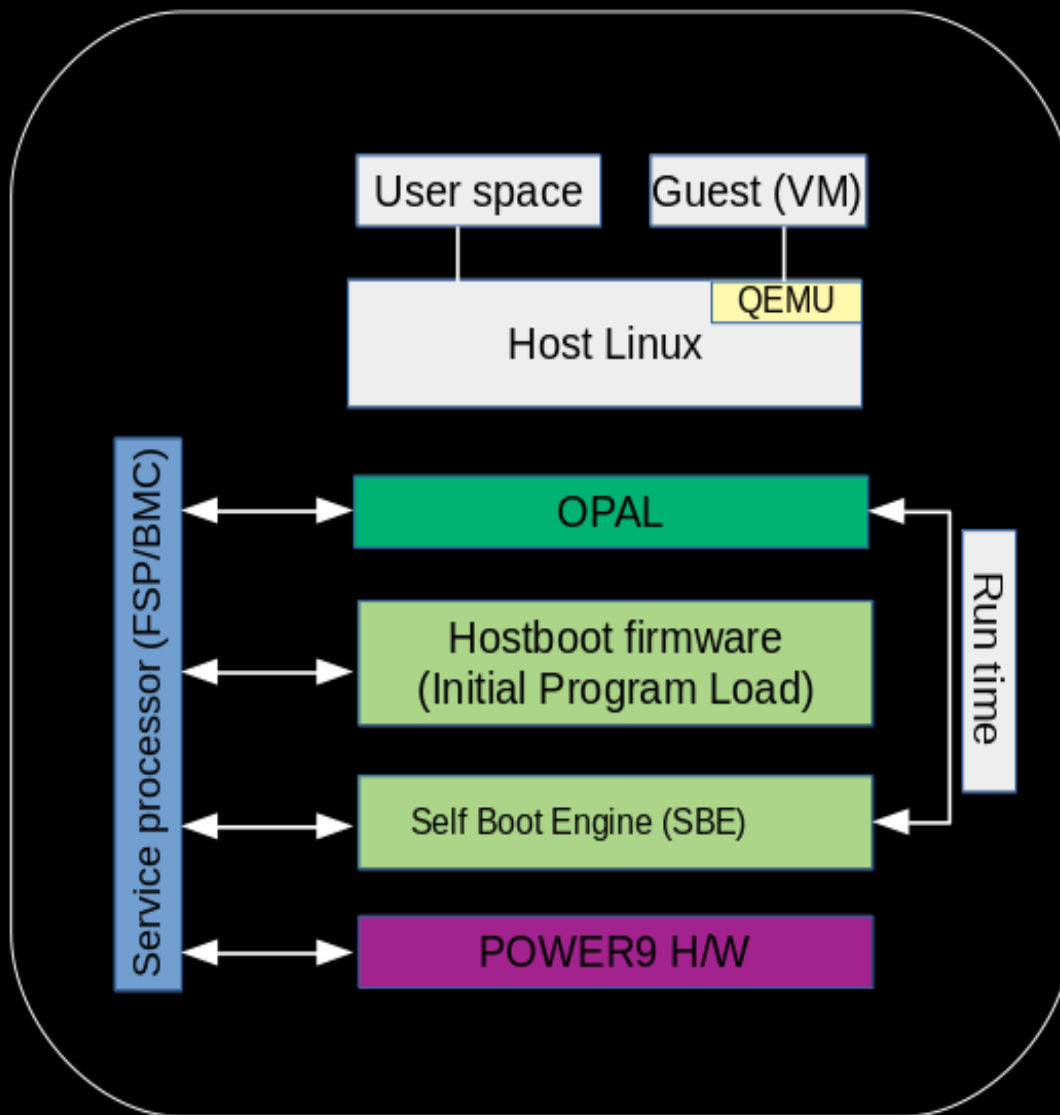 User space
Guest (VM)
QEMU
Host Linux
Service processor (FSP/BMC)
OPAL
Hostboot firmware
(Initial Program Load)
Run time
Self Boot Engine (SBE)
POWER9 H/W